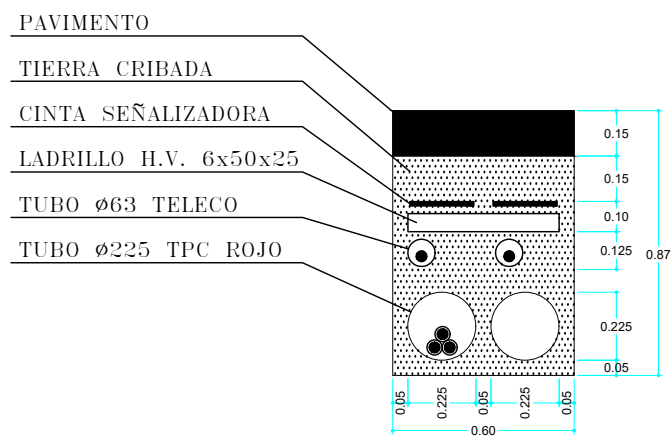 PAVIMENTO
TIERRA CRIBADA
CINTA SEÑALIZADORA
LADRILLO H.V. 6x50x25
TUBO ø63 TELECO
TUBO ø225 TPC ROJO
0.15
0.15
0.10
0.125
0.87
0.225
0.05
0.05 0.225 0.05 0.225 0.05
0.60